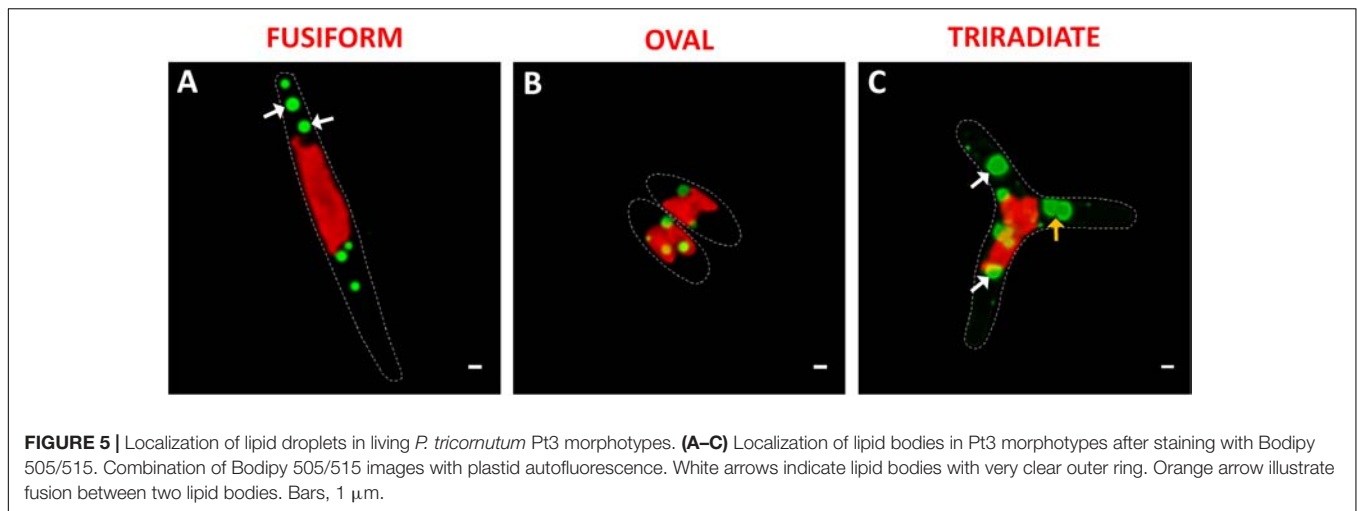 FUSIFORM
OVAL
TRIRADIATE
A
B
C
FIGURE 5 | Localization of lipid droplets in living P. tricornutum Pt3 morphotypes. (A–C) Localization of lipid bodies in Pt3 morphotypes after staining with Bodipy
505/515. Combination of Bodipy 505/515 images with plastid autofluorescence. White arrows indicate lipid bodies with very clear outer ring. Orange arrow illustrate
fusion between two lipid bodies. Bars, 1 μm.